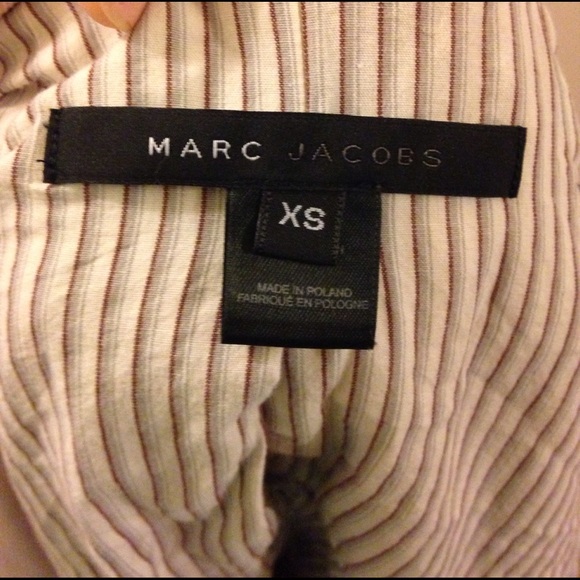 MARC JACOBS
XS
MADE IN POLAND
FABRIQUÉ EN POLOGNE